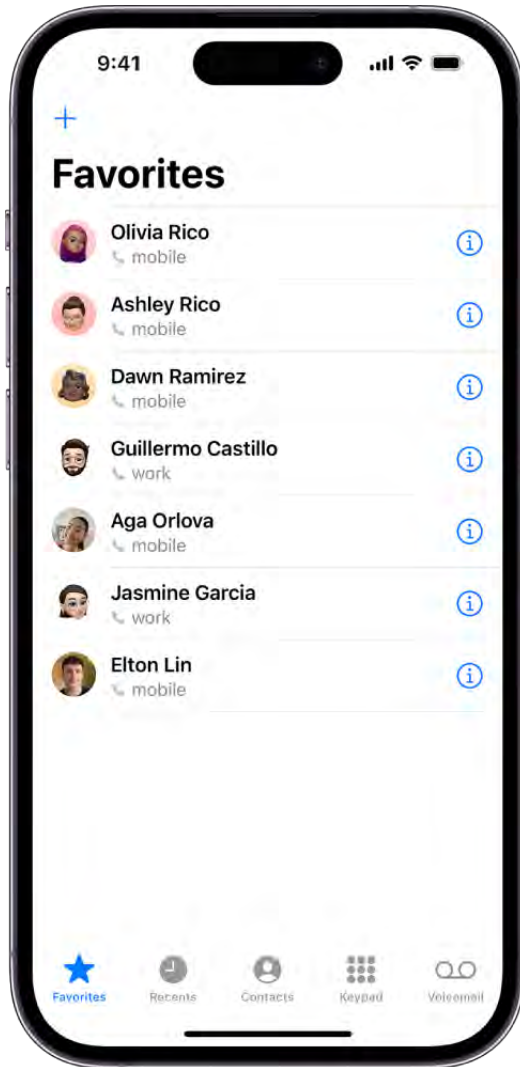 9:41
Favorites
Olivia Rico
mobile
Ashley Rico
mobile
Dawn Ramirez
mobile
Guillermo Castillo
work
Aga Orlova
mobile
Jasmine Garcia
work
Elton Lin
mobile
Favorites Recents Contacts Keypad Voicemail